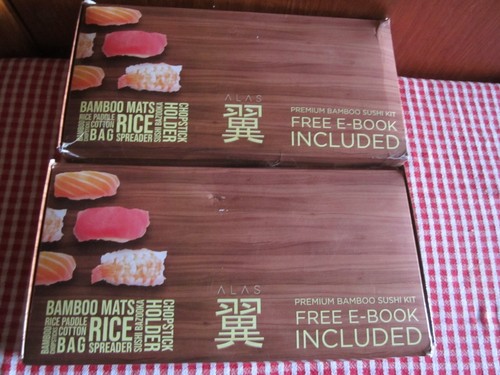 BAMBOO MATS
RICE PADDLE
COTTON
BAG
RICE
SPREADER
HOLDER
CHOPSTICK
ALAS
翼
PREMIUM BAMBOO SUSHI KIT
FREE E-BOOK
INCLUDED
BAMBOO MATS
RICE PADDLE
COTTON
BAG
RICE
SPREADER
HOLDER
CHOPSTICK
ALAS
翼
PREMIUM BAMBOO SUSHI KIT
FREE E-BOOK
INCLUDED